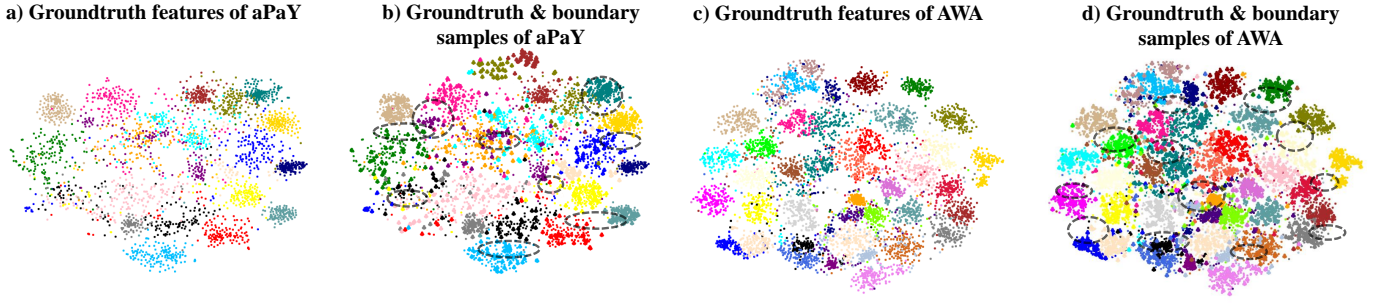 a) Groundtruth features of aPaY
b) Groundtruth & boundary
samples of aPaY
c) Groundtruth features of AWA
d) Groundtruth & boundary
samples of AWA